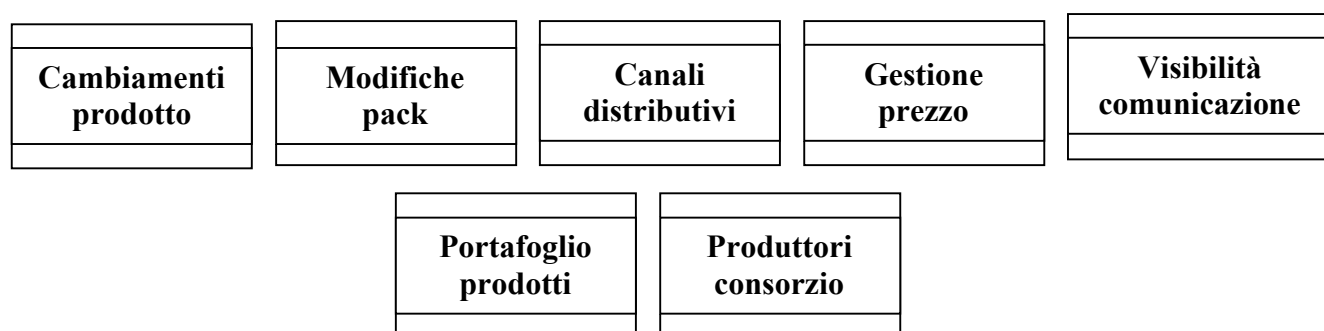 Cambiamenti
prodotto
Modifiche
pack
Canali
distributivi
Gestione
prezzo
Visibilità
comunicazione
Portafoglio
prodotti
Produttori
consorzio